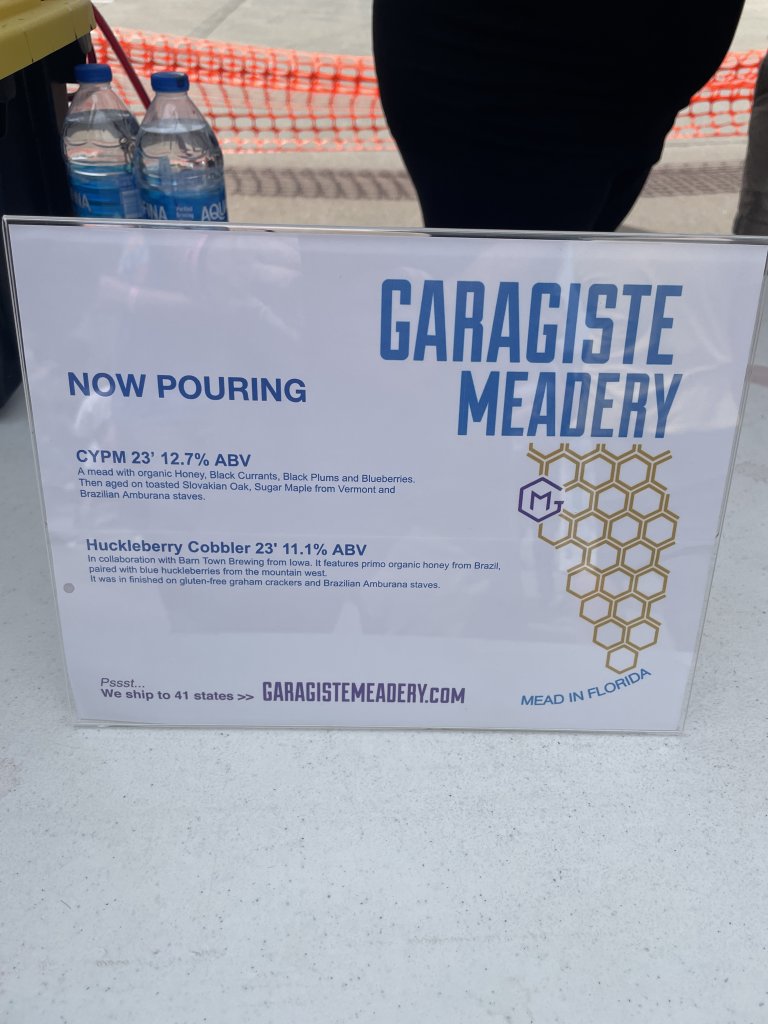 AQU
GARAGISTE
MEADERY
NOW POURING
CYPM 23’ 12.7% ABV
A mead with organic Honey, Black Currants, Black Plums and Blueberries.
Then aged on toasted Slovakian Oak, Sugar Maple from Vermont and
Brazilian Amburana staves.
MG
Huckleberry Cobbler 23' 11.1% ABV
In collaboration with Barn Town Brewing from Iowa. It features primo organic honey from Brazil,
paired with blue huckleberries from the mountain west.
It was in finished on gluten-free graham crackers and Brazilian Amburana staves.
Pssst...
We ship to 41 states >> GARAGISTEMEADERY.COM
MEAD IN FLORIDA